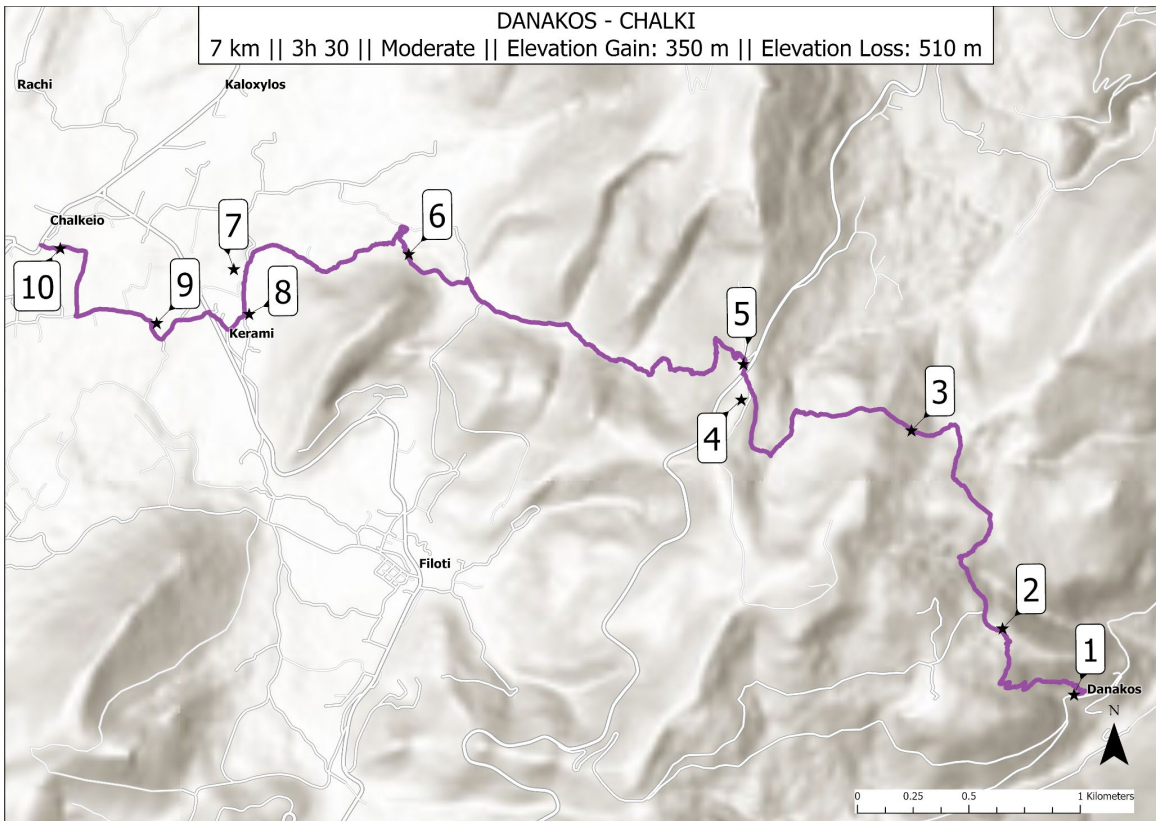 DANAKOS - CHALKI
7 km || 3h 30 || Moderate || Elevation Gain: 350 m || Elevation Loss: 510 m
Rachi
Kaloxylos
Chalkeio
7
6
10
9
8
Kerami
5
4
3
Filoti
2
1
Danakos
N
0 0.25 0.5 1 Kilometers